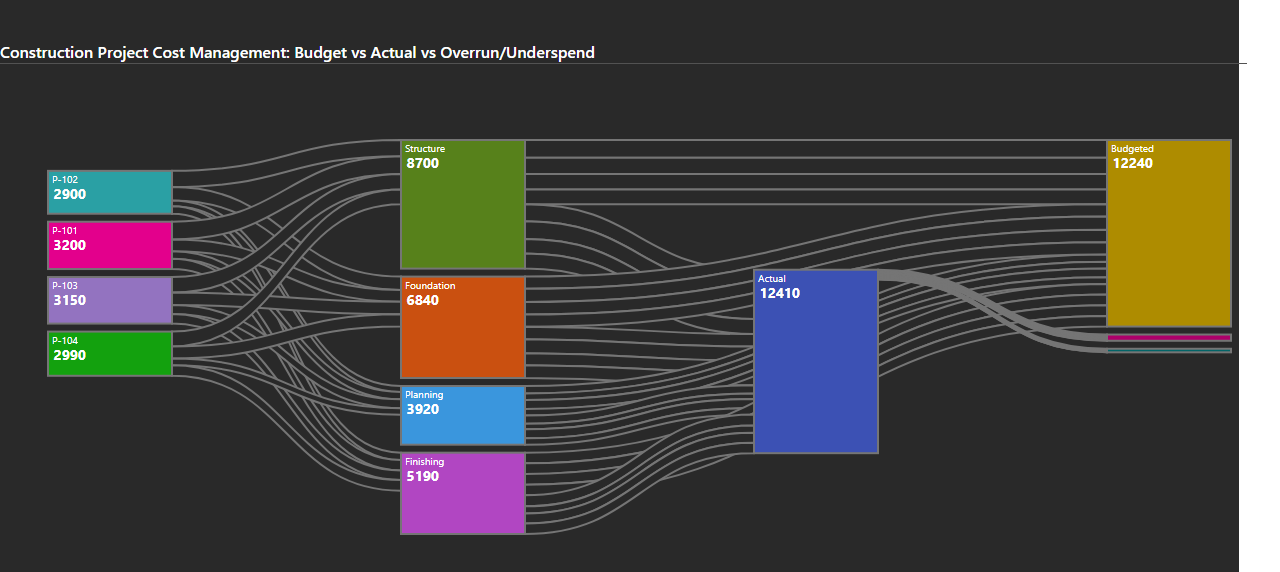 Construction Project Cost Management: Budget vs Actual vs Overrun/Underspend
P-102
2900
P-101
3200
P-103
3150
P-104
2990
Structure
8700
Foundation
6840
Planning
3920
Finishing
5190
Actual
12410
Budgeted
12240